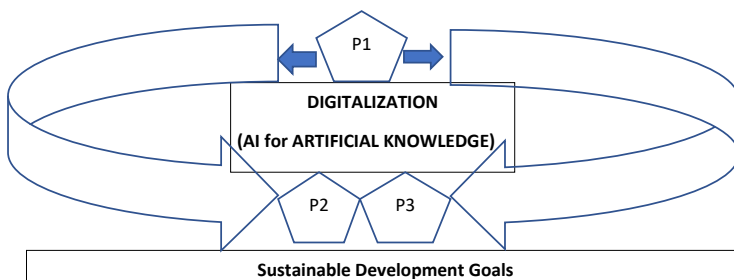 P1
DIGITALIZATION
(AI for ARTIFICIAL KNOWLEDGE)
P2
P3
Sustainable Development Goals